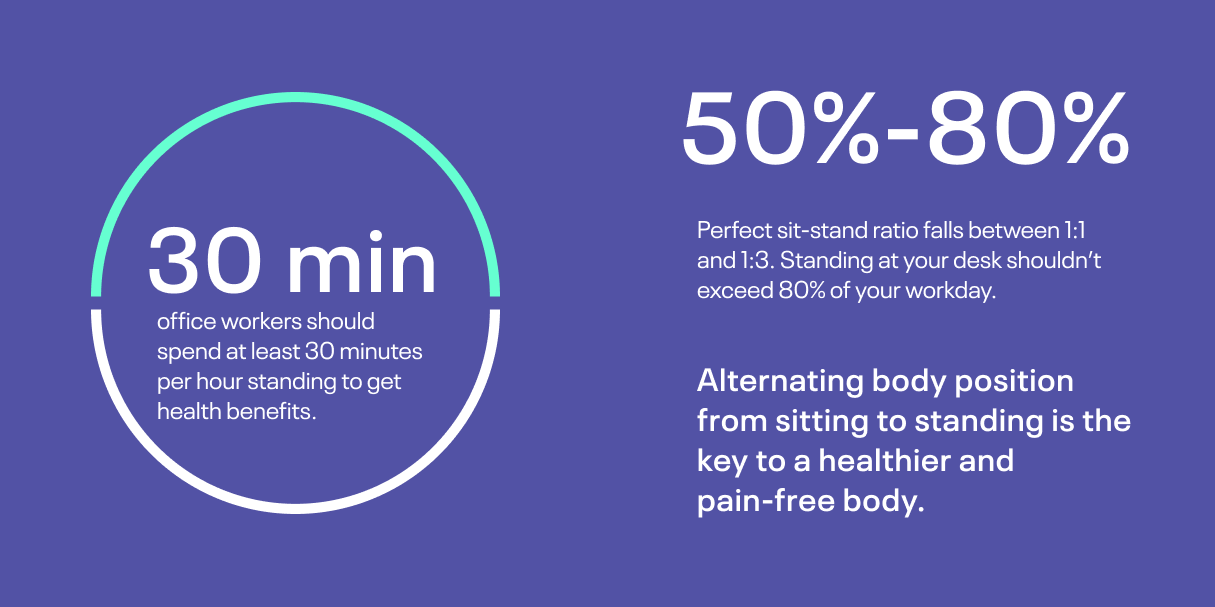 30 min
office workers should
spend at least 30 minutes
per hour standing to get
health benefits.
50%-80%
Perfect sit-stand ratio falls between 1:1
and 1:3. Standing at your desk shouldn't
exceed 80% of your workday.
Alternating body position
from sitting to standing is the
key to a healthier and
pain-free body.